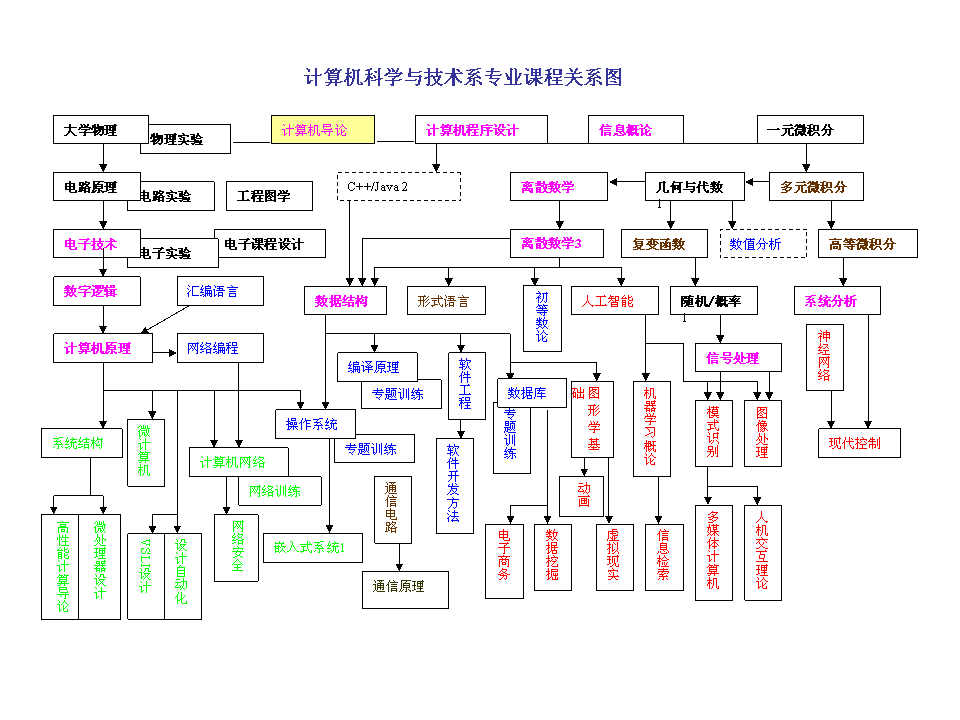 计算机科学与技术系专业课程关系图
大学物理
物理实验
计算机导论
计算机程序设计
信息概论
一元微积分
电路原理
电路实验
工程图学
C++/Java 2
离散数学
几何与代数
1
多元微积分
电子技术
电子实验
电子课程设计
离散数学3
复变函数
数值分析
高等微积分
数字逻辑
汇编语言
数据结构
形式语言
初等数论
人工智能
随机/概率
1
系统分析
计算机原理
网络编程
编译原理
专题训练
软件工程
数据库
专题训练
图形学基础
机器学习概论
信号处理
模式识别
图像处理
神经网络
现代控制
系统结构
微计算机
操作系统
专题训练
计算机网络
网络训练
通信电路
软件开发方法
动画
高性能计算导论
微处理器设计
VSLI设计
设计自动化
网络安全
嵌入式系统1
通信原理
电子商务
数据挖掘
虚拟现实
信息检索
多媒体计算机
人机交互理论